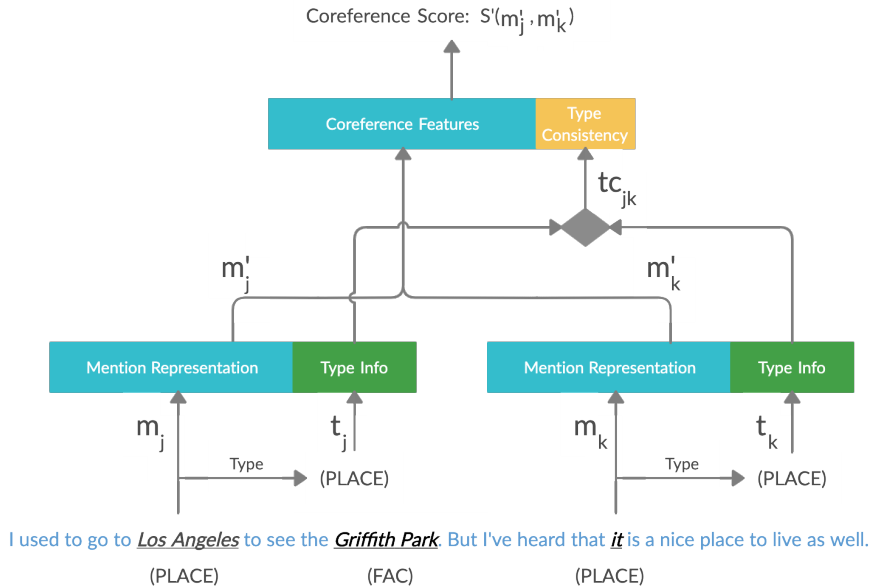 Coreference Score: S'(m'j ,m'k)
Coreference Features
Type
Consistency
tcjk
m'j
m'k
Mention Representation
Type Info
Mention Representation
Type Info
mj
tj
mk
tk
Type
(PLACE)
Type
(PLACE)
I used to go to Los Angeles to see the Griffith Park. But I've heard that it is a nice place to live as well.
(PLACE)
(FAC)
(PLACE)